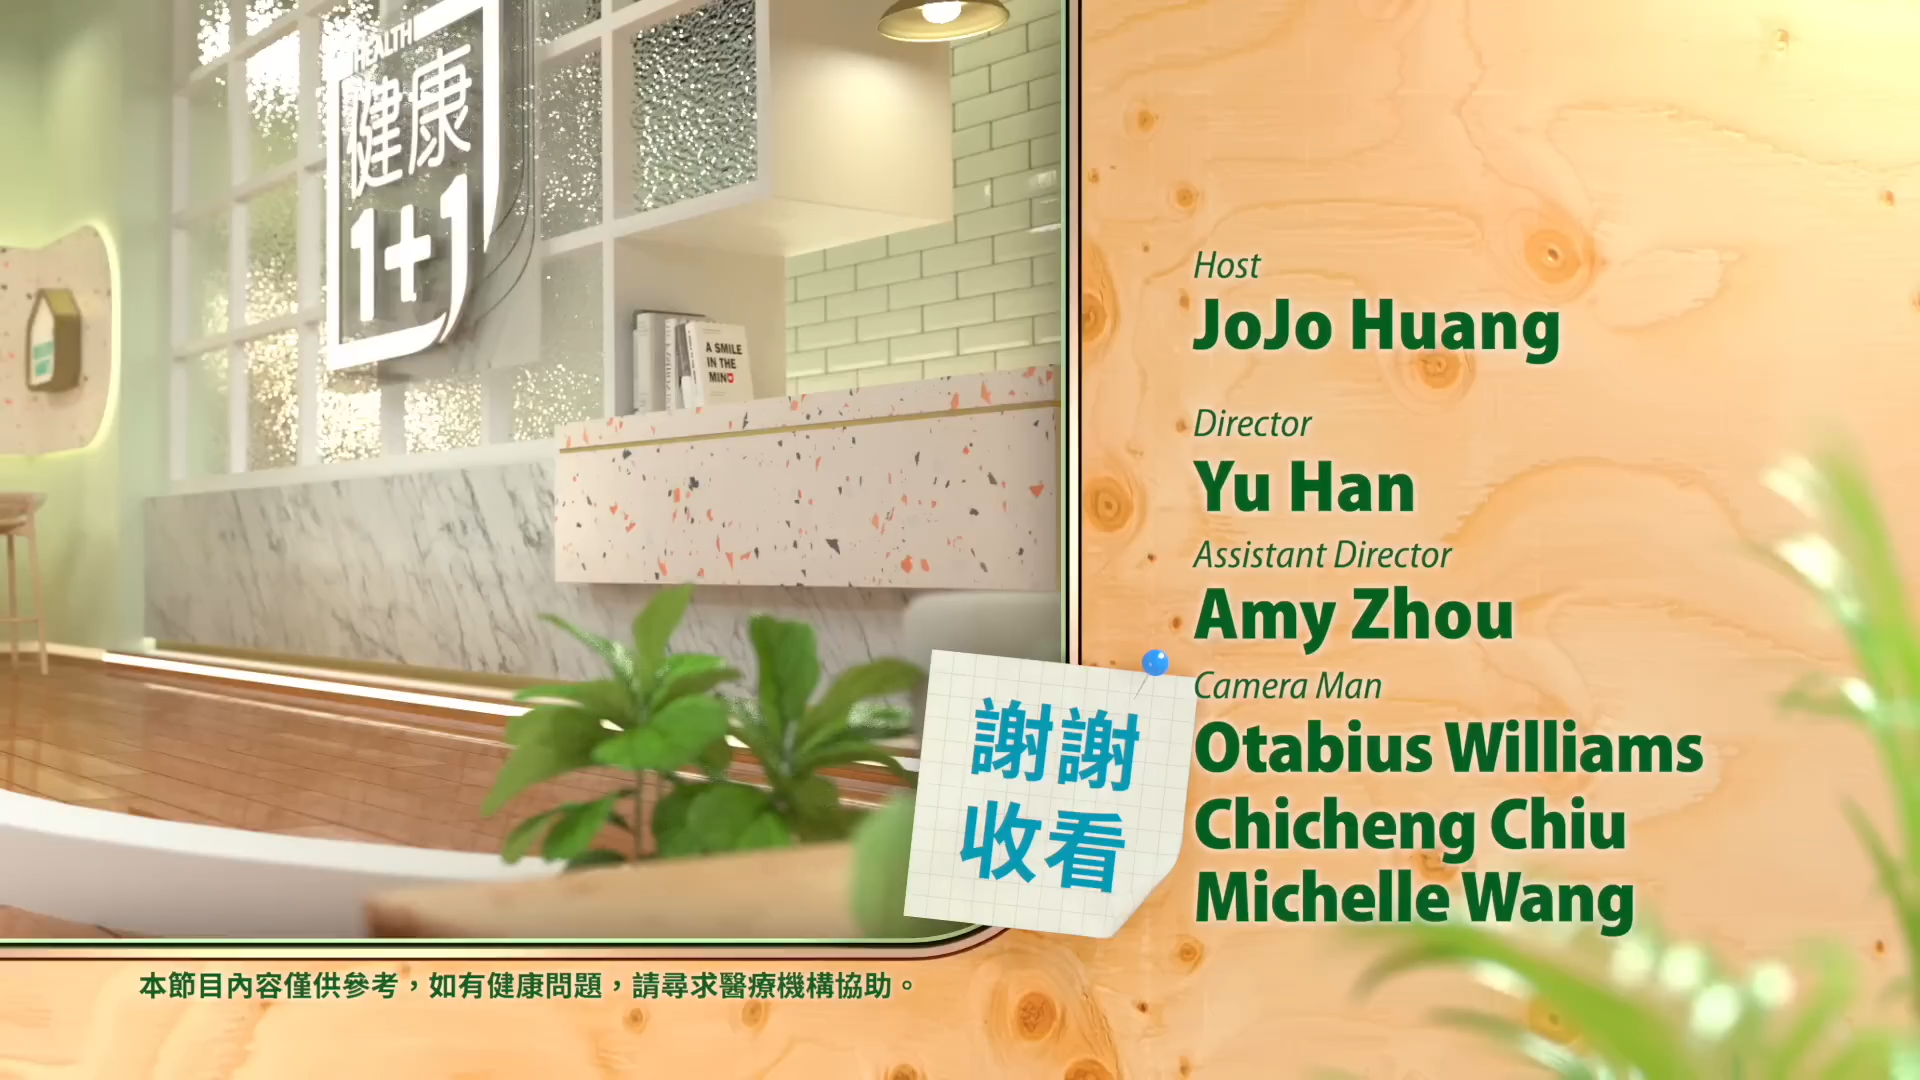 HEALTH
健康
1+1
A SMILE
IN THE
MIND
Host
JoJo Huang
Director
Yu Han
Assistant Director
Amy Zhou
Camera Man
Otabius Williams
Chicheng Chiu
Michelle Wang
謝謝
收看
本節目內容僅供參考，如有健康問題，請尋求醫療機構協助。